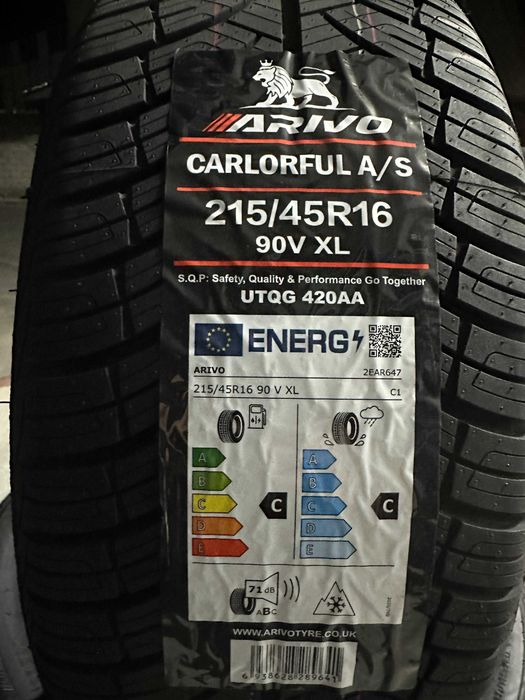 ARIVO
CARLORFUL A/S
215/45R16
90V XL
S.Q.P: Safety, Quality & Performance Go Together
UTQG 420AA
ENERG
ARIVO 2EAR647
215/45R16 90 V XL C1
A A
B B
C C C C
D D
E E
71 dB
ABC
WWW.ARIVOTYRE.CO.UK
6938628289641